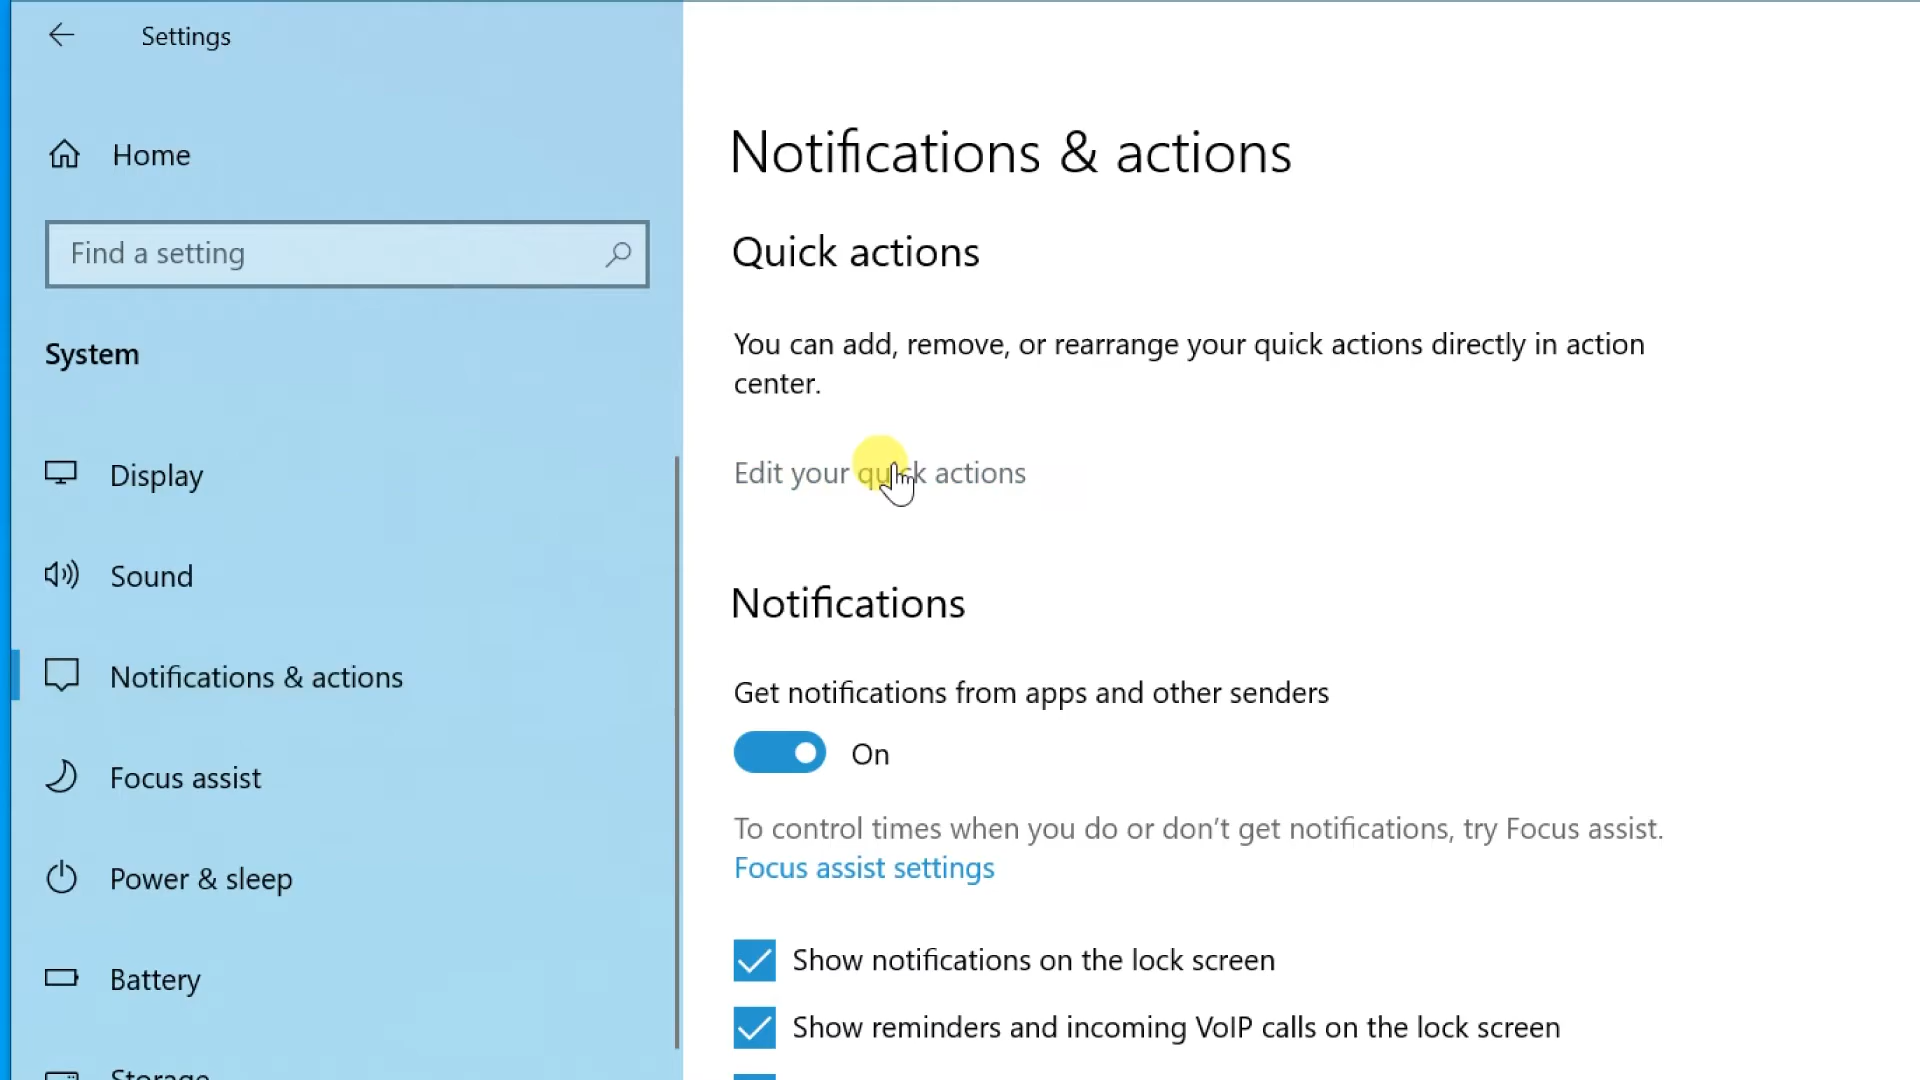 Settings
Home
Find a setting
System
Display
Sound
Notifications & actions
Focus assist
Power & sleep
Battery
Storage
Notifications & actions
Quick actions
You can add, remove, or rearrange your quick actions directly in action
center.
Edit your quick actions
Notifications
Get notifications from apps and other senders
On
To control times when you do or don't get notifications, try Focus assist.
Focus assist settings
Show notifications on the lock screen
Show reminders and incoming VoIP calls on the lock screen